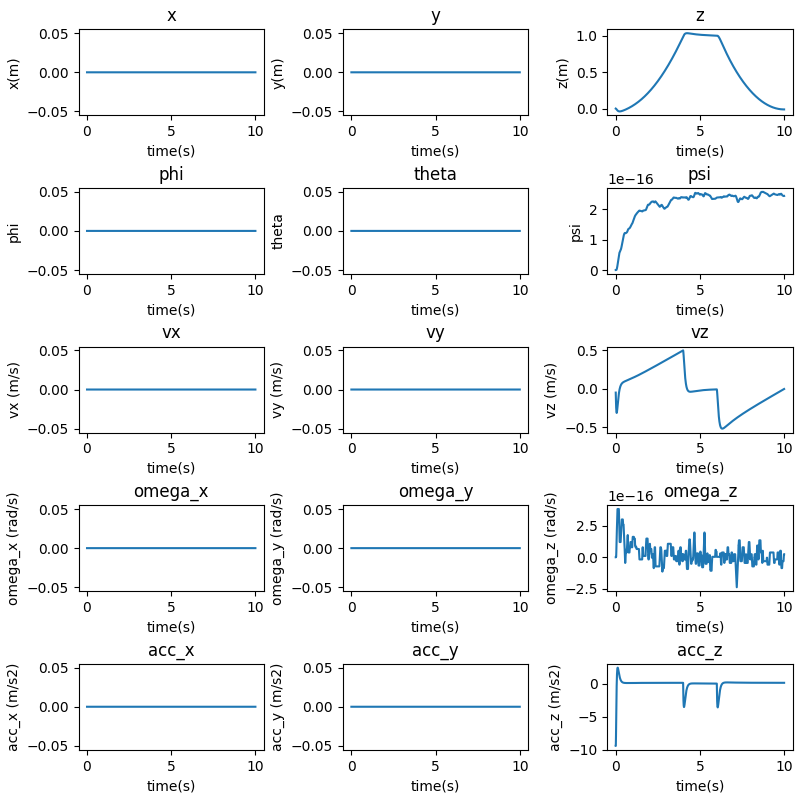 x
y
z
0.05
0.00
−0.05
x(m)
0
5
10
time(s)
0.05
0.00
−0.05
y(m)
0
5
10
time(s)
1.0
0.5
0.0
z(m)
0
5
10
time(s)
phi
theta
psi
0.05
0.00
−0.05
phi
0
5
10
time(s)
0.05
0.00
−0.05
theta
0
5
10
time(s)
1e−16
2
1
0
psi
0
5
10
time(s)
vx
vy
vz
0.05
0.00
−0.05
vx (m/s)
0
5
10
time(s)
0.05
0.00
−0.05
vy (m/s)
0
5
10
time(s)
0.5
0.0
−0.5
vz (m/s)
0
5
10
time(s)
omega_x
omega_y
omega_z
0.05
0.00
−0.05
omega_x (rad/s)
0
5
10
time(s)
0.05
0.00
−0.05
omega_y (rad/s)
0
5
10
time(s)
1e−16
2.5
0.0
−2.5
omega_z (rad/s)
0
5
10
time(s)
acc_x
acc_y
acc_z
0.05
0.00
−0.05
acc_x (m/s2)
0
5
10
time(s)
0.05
0.00
−0.05
acc_y (m/s2)
0
5
10
time(s)
0
−5
−10
acc_z (m/s2)
0
5
10
time(s)